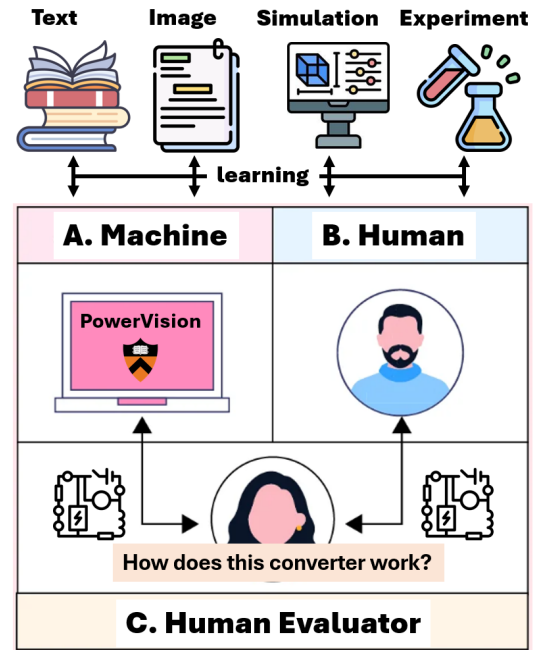 Text Image Simulation Experiment
learning
A. Machine B. Human
PowerVision
How does this converter work?
C. Human Evaluator